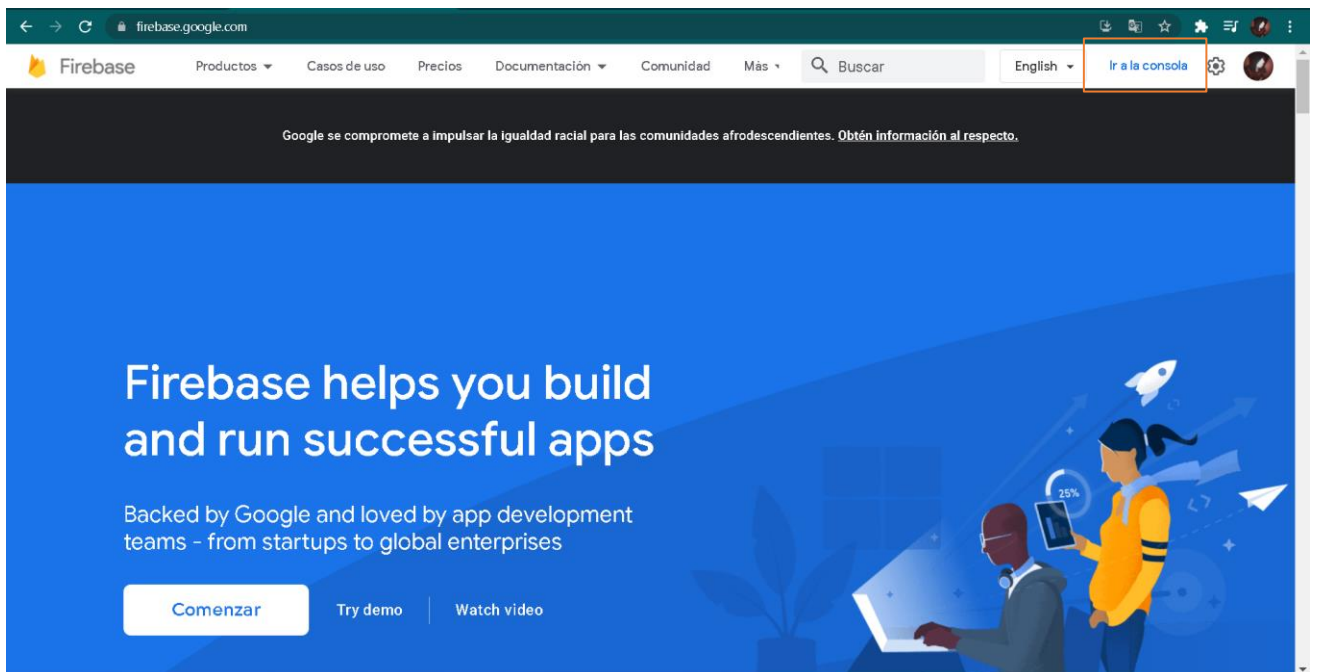 firebase.google.com
Firebase Productos Casos de uso Precios Documentación Comunidad Más Buscar English Ir a la consola
Google se compromete a impulsar la igualdad racial para las comunidades afrodescendientes. Obtén información al respecto.
Firebase helps you build
and run successful apps
25%
Backed by Google and loved by app development
teams - from startups to global enterprises
Comenzar Try demo Watch video